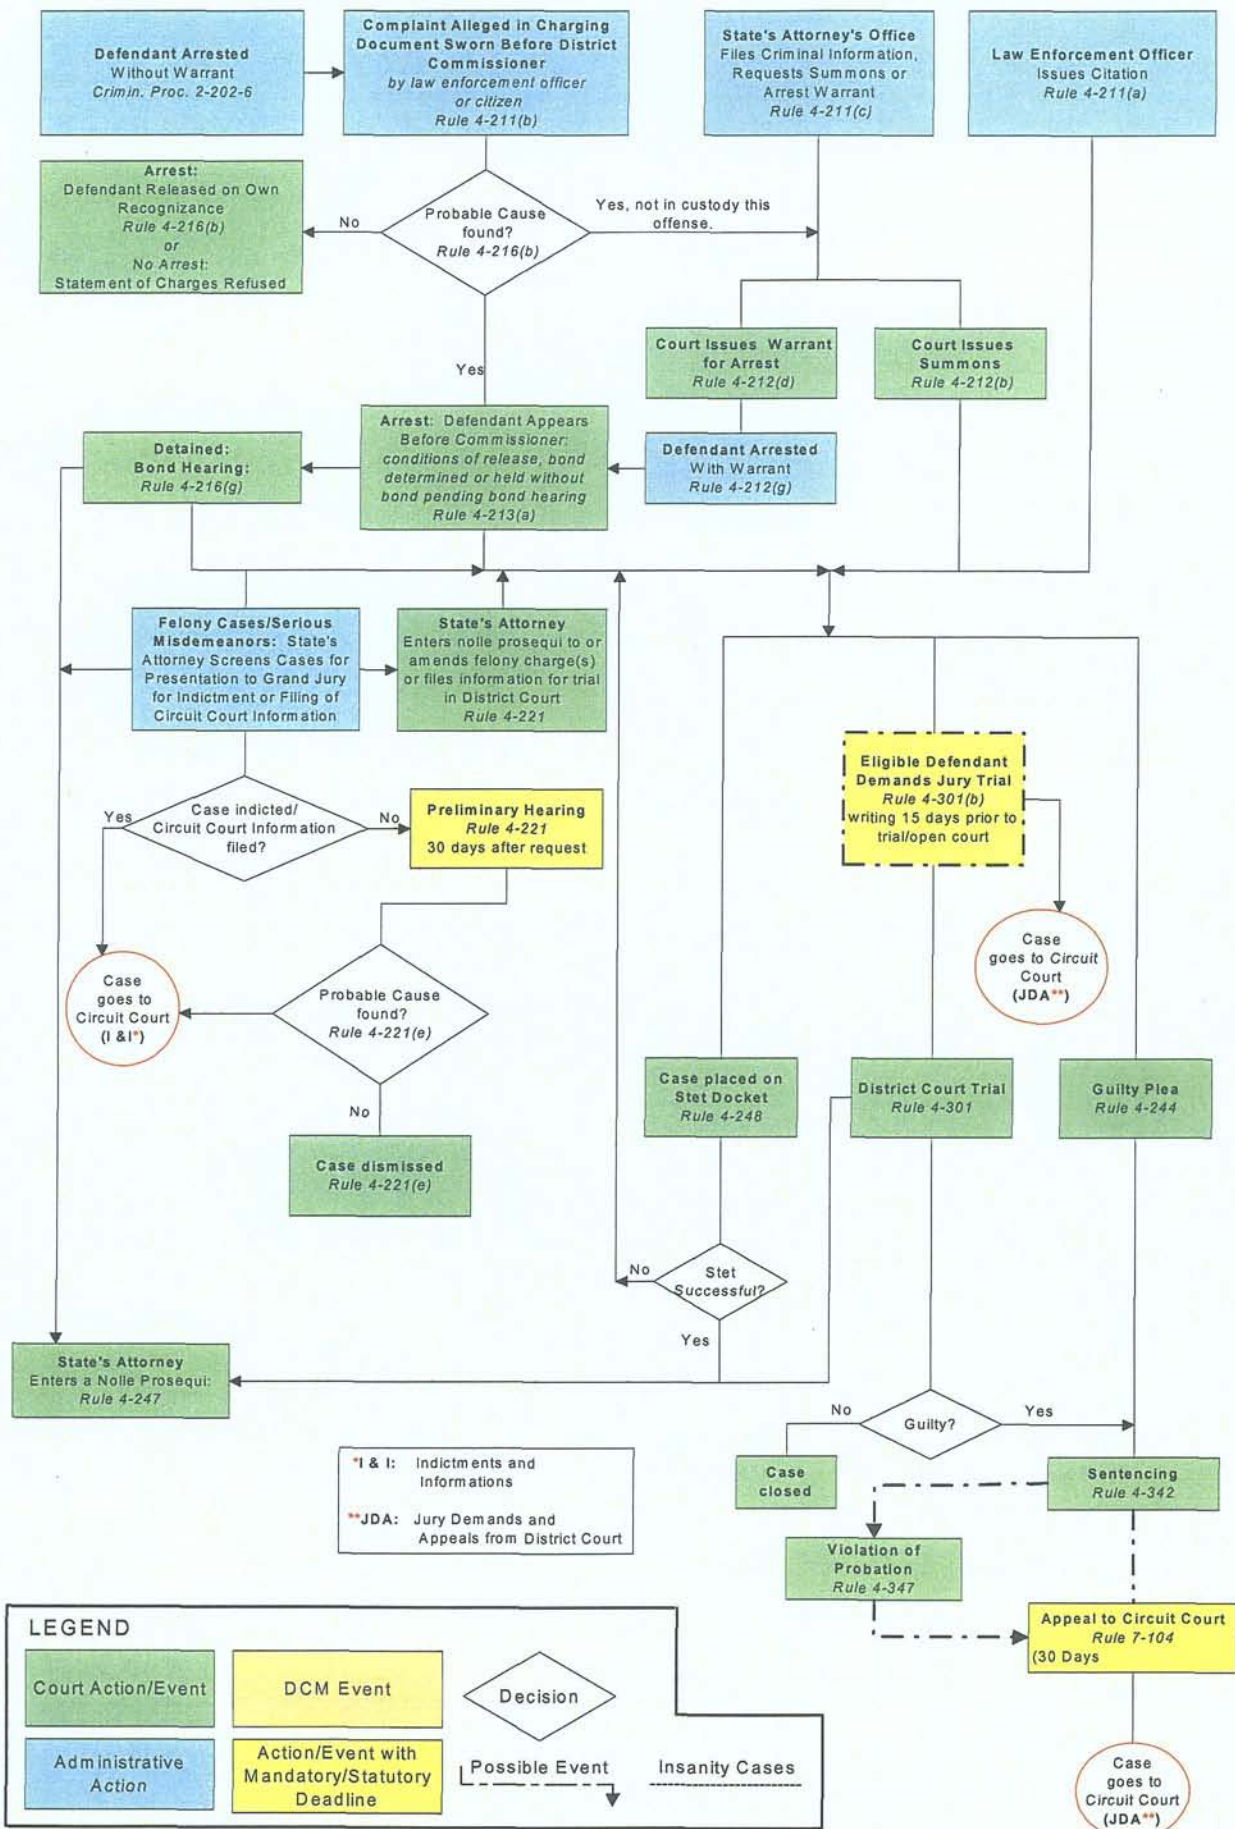 Defendant Arrested
Without Warrant
Crimin. Proc. 2-202-6
Complaint Alleged in Charging
Document Sworn Before District
Commissioner
by law enforcement officer
or citizen
Rule 4-211(b)
State's Attorney's Office
Files Criminal Information,
Requests Summons or
Arrest Warrant
Rule 4-211(c)
Law Enforcement Officer
Issues Citation
Rule 4-211(a)
Arrest:
Defendant Released on Own
Recognizance
Rule 4-216(b)
or
No Arrest:
Statement of Charges Refused
No
Probable Cause
found?
Rule 4-216(b)
Yes, not in custody this
offense.
Yes
Court Issues Warrant
for Arrest
Rule 4-212(d)
Court Issues
Summons
Rule 4-212(b)
Detained:
Bond Hearing:
Rule 4-216(g)
Arrest: Defendant Appears
Before Commissioner:
conditions of release, bond
determined or held without
bond pending bond hearing
Rule 4-213(a)
Defendant Arrested
With Warrant
Rule 4-212(g)
Felony Cases/Serious
Misdemeanors: State's
Attorney Screens Cases for
Presentation to Grand Jury
for Indictment or Filing of
Circuit Court Information
State's Attorney
Enters nolle prosequi to or
amends felony charge(s)
or files information for trial
in District Court
Rule 4-221
Eligible Defendant
Demands Jury Trial
Rule 4-301(b)
writing 15 days prior to
trial/open court
Yes
Case indicted/
Circuit Court Information
filed?
No
Preliminary Hearing
Rule 4-221
30 days after request
Case
goes to Circuit
Court
(JDA**)
Case
goes to
Circuit Court
(I &I*)
Probable Cause
found?
Rule 4-221(e)
No
Case dismissed
Rule 4-221(e)
Case placed on
Stet Docket
Rule 4-248
District Court Trial
Rule 4-301
Guilty Plea
Rule 4-244
No
Stet
Successful?
Yes
State's Attorney
Enters a Nolle Prosequi:
Rule 4-247
No
Guilty?
Yes
*I & I: Indictments and
Informations
**JDA: Jury Demands and
Appeals from District Court
Case
closed
Sentencing
Rule 4-342
Violation of
Probation
Rule 4-347
Appeal to Circuit Court
Rule 7-104
(30 Days
Case
goes to
Circuit Court
(JDA**)
LEGEND
Court Action/Event
DCM Event
Decision
Administrative
Action
Action/Event with
Mandatory/Statutory
Deadline
Possible Event
Insanity Cases